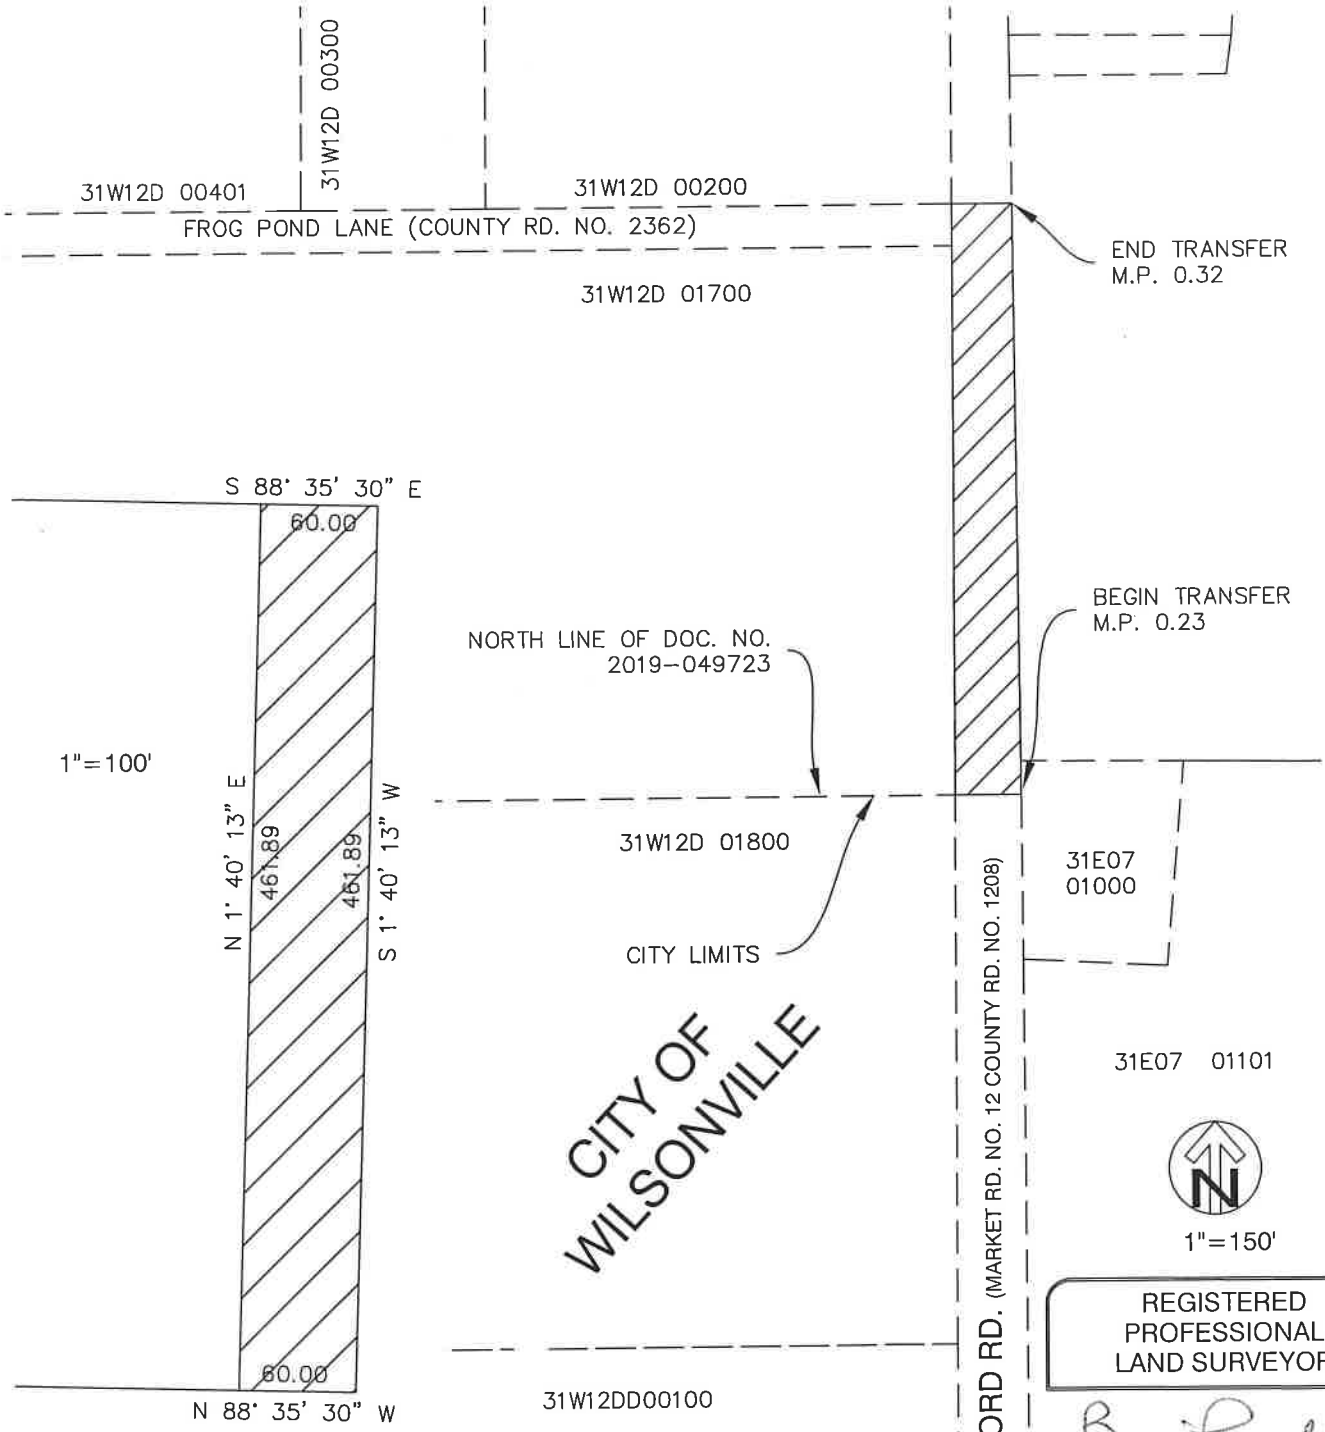 31W12D 00300
31W12D 00401
31W12D 00200
FROG POND LANE (COUNTY RD. NO. 2362)
END TRANSFER
M.P. 0.32
31W12D 01700
S 88° 35' 30" E
60.00
BEGIN TRANSFER
M.P. 0.23
NORTH LINE OF DOC. NO.
2019-049723
1"=100'
N 1° 40' 13" E
461.89
461.89
S 1° 40' 13" W
31W12D 01800
31E07
01000
CITY LIMITS
CITY OF
WILSONVILLE
ORD RD. (MARKET RD. NO. 12 COUNTY RD. NO. 1208)
31E07 01101
N
1"=150'
REGISTERED
PROFESSIONAL
LAND SURVEYOR
60.00
N 88° 35' 30" W
31W12DD00100